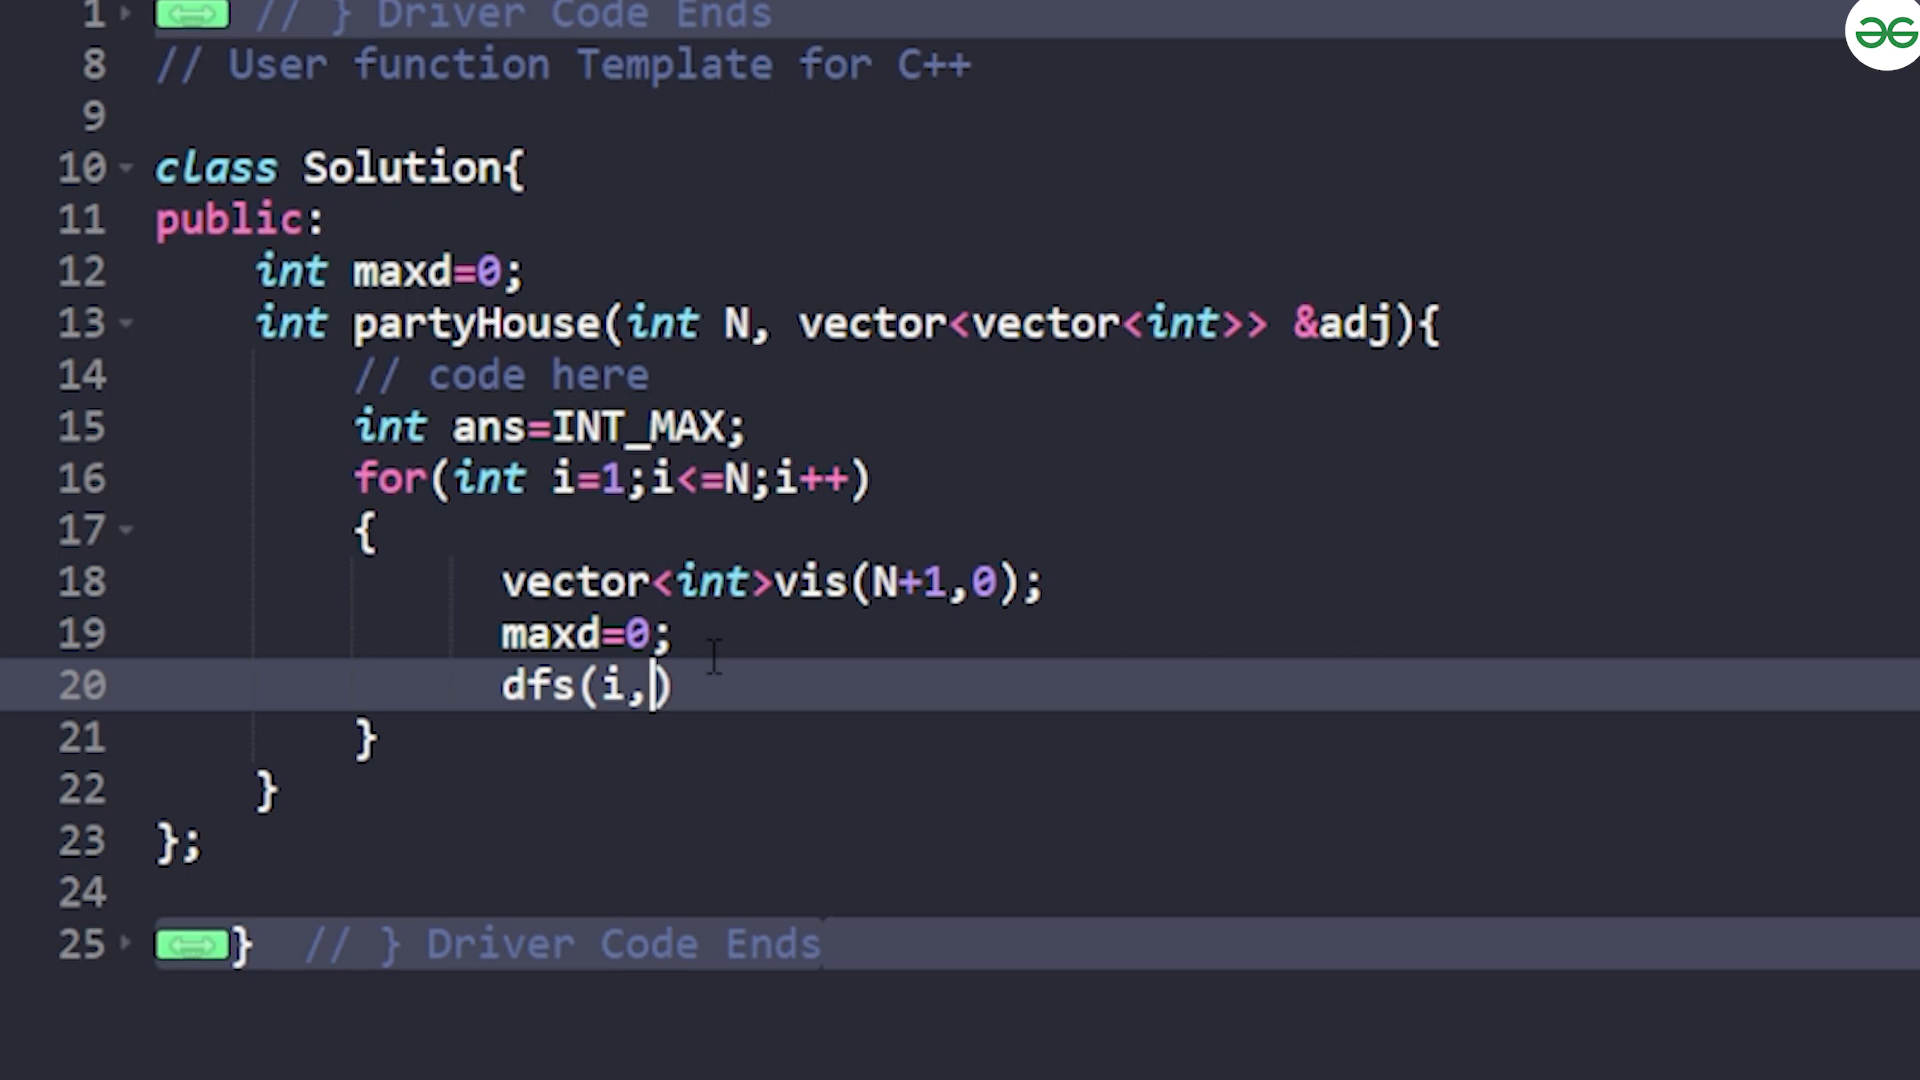 1 // } Driver Code Ends
8 // User function Template for C++
9
10 class Solution{
11 public:
12 int maxd=0;
13 int partyHouse(int N, vector<vector<int>> &adj){
14 // code here
15 int ans=INT_MAX;
16 for(int i=1;i<=N;i++)
17 {
18 vector<int>vis(N+1,0);
19 maxd=0;
20 dfs(i,)
21 }
22 }
23 };
24
25 } // } Driver Code Ends